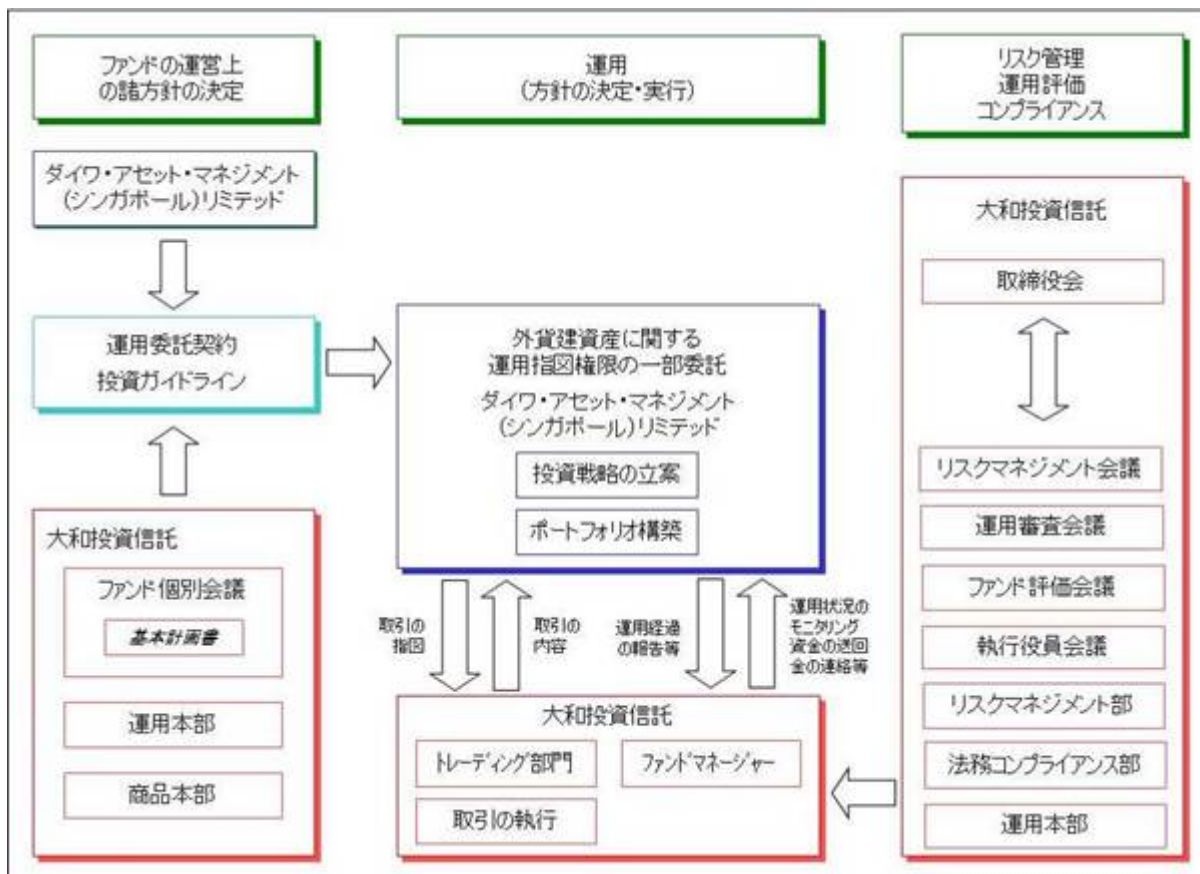 ファンドの運営上
の諸方針の決定
運用
(方針の決定・実行)
リスク管理
運用評価
コンプライアンス
ダイワ・アセット・マネジメント
(シンガポール)リミテッド
運用委託契約
投資ガイドライン
大和投資信託
ファンド個別会議
基本計画書
運用本部
商品本部
外貨建資産に関する
運用指図権限の一部委託
ダイワ・アセット・マネジメント
(シンガポール)リミテッド
投資戦略の立案
ポートフォリオ構築
取引の
指図
取引の
内容
運用経過
の報告等
運用状況の
モニタリング
資金の送回
金の連絡等
大和投資信託
トレーディング部門
ファンドマネージャー
取引の執行
大和投資信託
取締役会
リスクマネジメント会議
運用審査会議
ファンド評価会議
執行役員会議
リスクマネジメント部
法務コンプライアンス部
運用本部